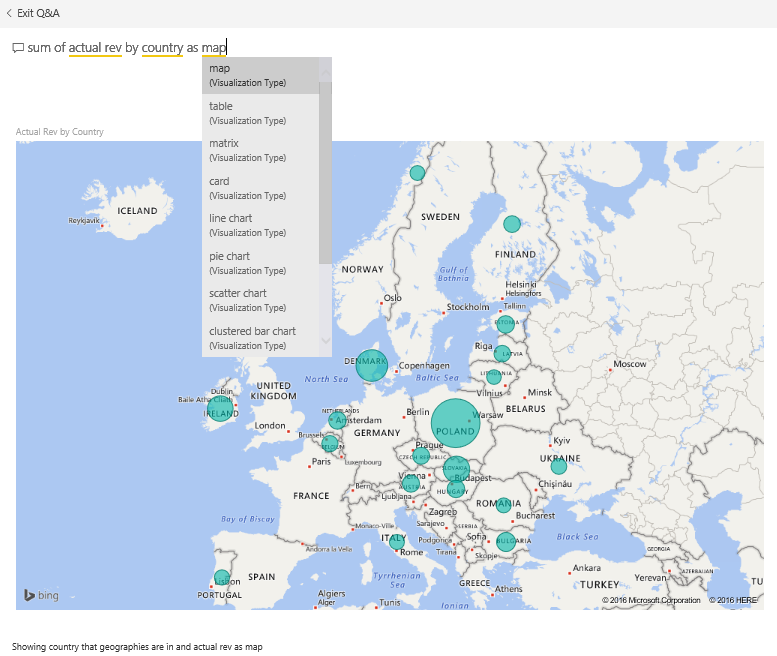 Exit Q&A
sum of actual rev by country as map
map
(Visualization Type)
table
(Visualization Type)
matrix
(Visualization Type)
card
(Visualization Type)
line chart
(Visualization Type)
pie chart
(Visualization Type)
scatter chart
(Visualization Type)
clustered bar chart
(Visualization Type)
Actual Rev by Country
ICELAND
Reykjavik
SWEDEN
FINLAND
NORWAY
Gulf of
Bothnia
Helsinki
Helsingfors
Oslo
Stockholm
Tallinn
ESTONIA
Riga
LATVIA
DENMARK
Copenhagen
Moscow
North Sea
Baltic Sea
LITHUANIA
Vilnius
Minsk
UNITED
KINGDOM
Dublin
Baile Átha Cliath
IRELAND
NETHERLANDS
Amsterdam
Berlin
Warsaw
BELARUS
London
GERMANY
POLAND
Brussels
BELGIUM
Prague
Kyiv
Paris
Luxembourg
CZECH REPUBLIC
UKRAINE
SLOVAKIA
Vienna
Budapest
AUSTRIA
Chișinău
FRANCE
Bern
HUNGARY
Ljubljana
ROMANIA
Zagreb
Bucharest
Bay of Biscay
Monaco-Ville
Sarajevo
SERBIA
ITALY
Podgorica
Sofia
BULGARIA
Black Sea
Andorra la Vella
Rome
Tirana
Skopje
GEORGIA
Lisbon
SPAIN
PORTUGAL
Tyrrhenian
Sea
GREECE
Ankara
TURKEY
Yerevan
AZERBAIJAN
TU
Athens
Algiers
Alger
Tunis
Ionian
bing
© 2016 Microsoft Corporation © 2016 HERE
Showing country that geographies are in and actual rev as map